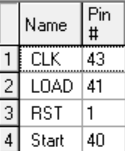 Name Pin #
1 CLK 43
2 LOAD 41
3 RST 1
4 Start 40